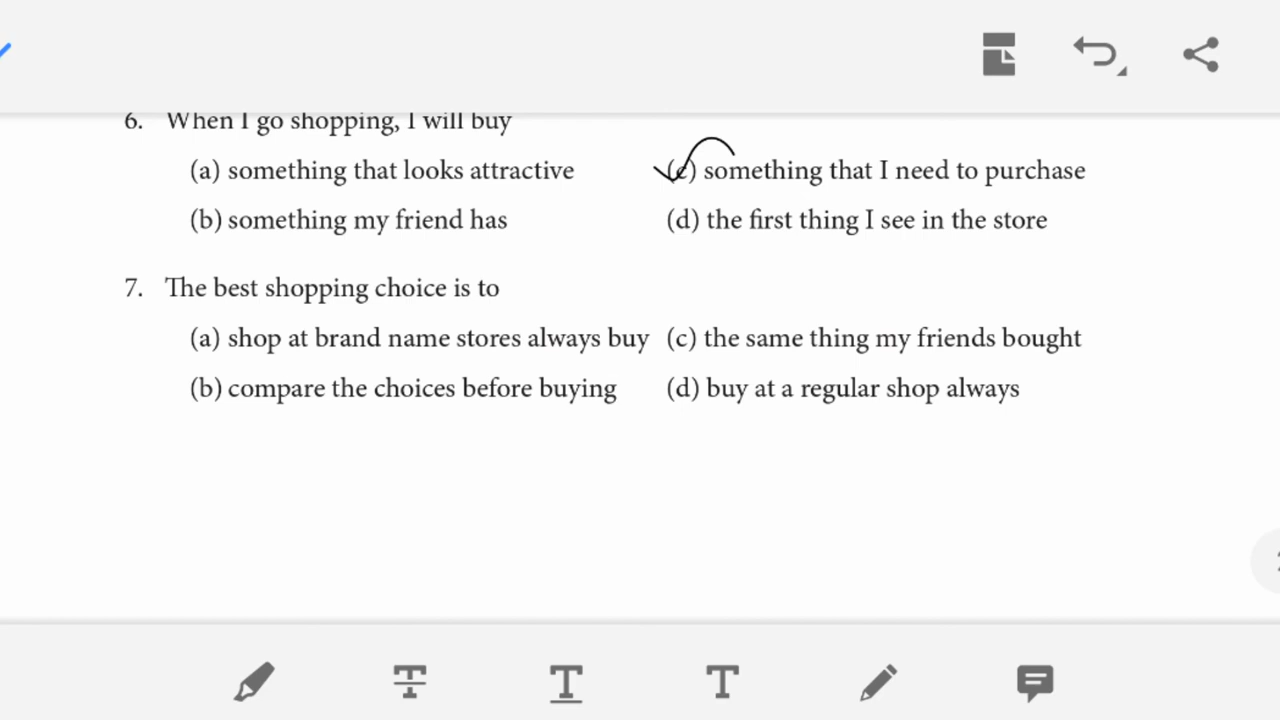 6. When I go shopping, I will buy
(a) something that looks attractive (c) something that I need to purchase
(b) something my friend has (d) the first thing I see in the store
7. The best shopping choice is to
(a) shop at brand name stores always buy (c) the same thing my friends bought
(b) compare the choices before buying (d) buy at a regular shop always